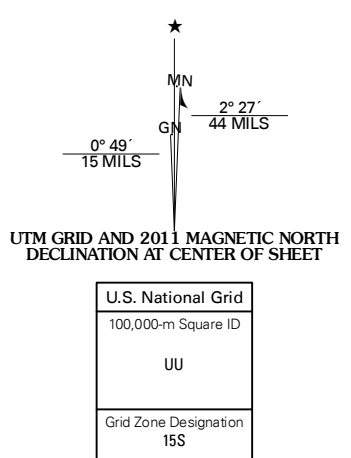 ★
MN
2° 27´
44 MILS
GN
0° 49´
15 MILS
UTM GRID AND 2011 MAGNETIC NORTH
DECLINATION AT CENTER OF SHEET
U.S. National Grid
100,000-m Square ID
UU
Grid Zone Designation
15S